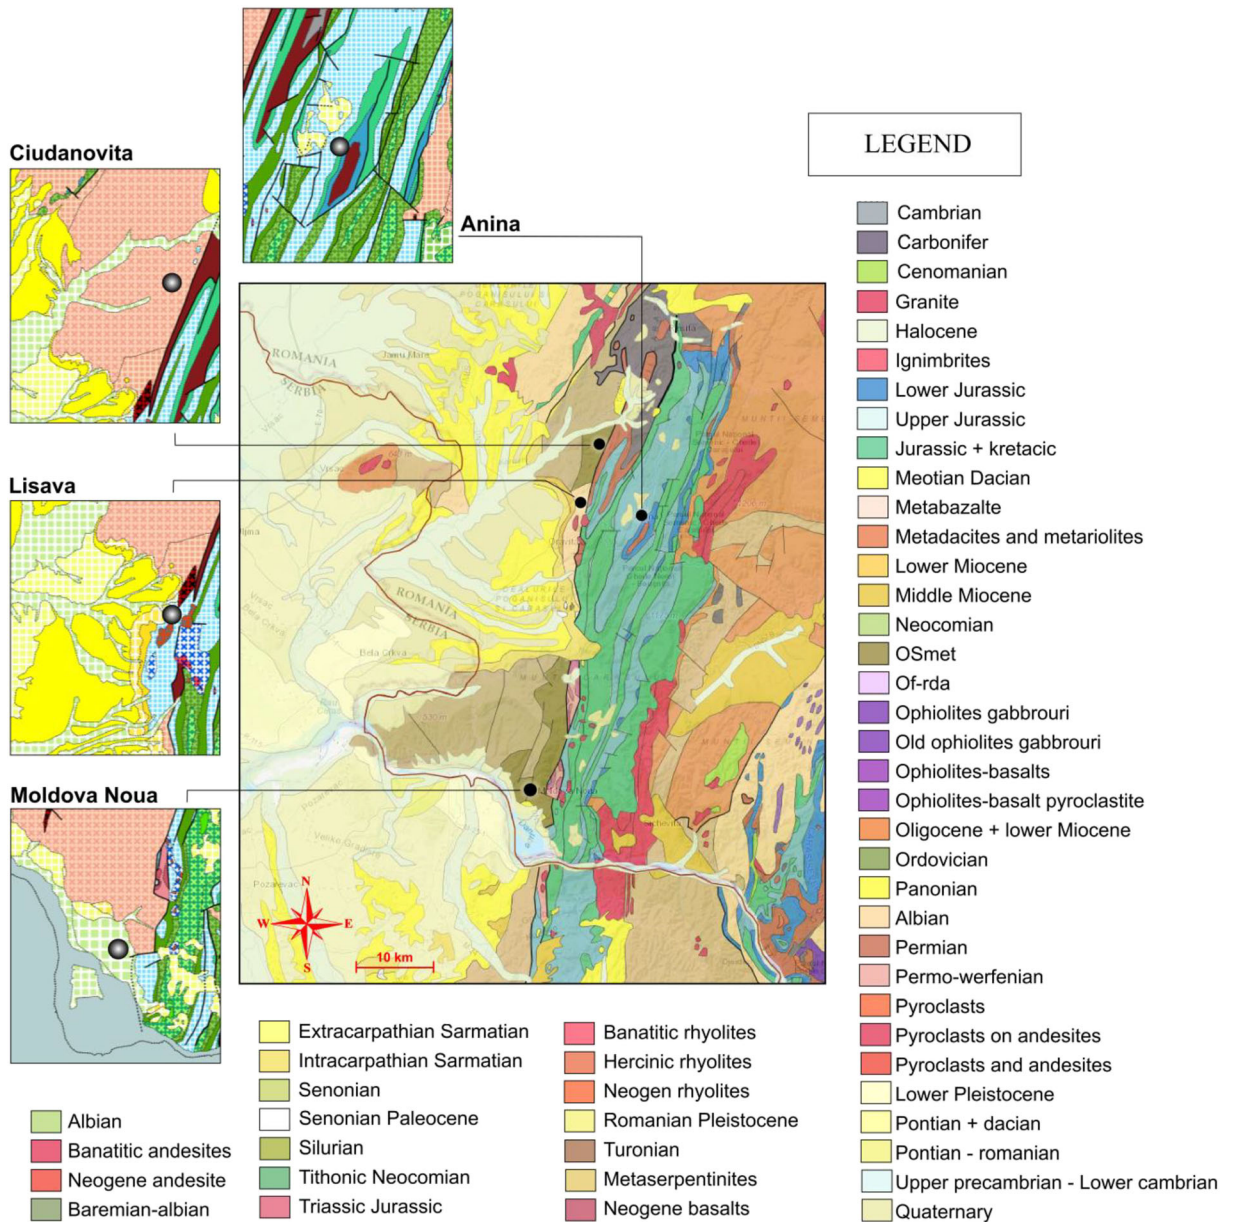 Ciudanovita
Anina
Lisava
Moldova Noua
ROMANIA
SERBIA
Jamu Mare
ROMANIA
SERBIA
Bela Crkva
N
W
E
S
10 km
LEGEND
Cambrian
Carbonifer
Cenomanian
Granite
Halocene
Ignimbrites
Lower Jurassic
Upper Jurassic
Jurassic + kretacic
Meotian Dacian
Metabazalte
Metadacites and metariolites
Lower Miocene
Middle Miocene
Neocomian
OSmet
Of-rda
Ophiolites gabbrouri
Old ophiolites gabbrouri
Ophiolites-basalts
Ophiolites-basalt pyroclastite
Oligocene + lower Miocene
Ordovician
Panonian
Albian
Permian
Permo-werfenian
Pyroclasts
Pyroclasts on andesites
Pyroclasts and andesites
Lower Pleistocene
Pontian + dacian
Pontian - romanian
Upper precambrian - Lower cambrian
Quaternary
Extracarpathian Sarmatian
Intracarpathian Sarmatian
Senonian
Senonian Paleocene
Silurian
Tithonic Neocomian
Triassic Jurassic
Banatitic rhyolites
Hercinic rhyolites
Neogen rhyolites
Romanian Pleistocene
Turonian
Metaserpentinites
Neogene basalts
Albian
Banatitic andesites
Neogene andesite
Baremian-albian